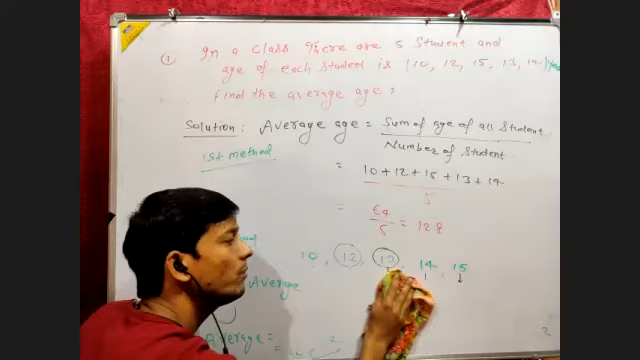 ① In a class there are 5 student and
age of each student is (10, 12, 15, 13, 14)
find the average age?
Solution: Average age = Sum of age of all student
Number of student
1st method
= 10 + 12 + 15 + 13 + 14
5
= 64
5 = 12.8
10, 12, 13 14, 15
Average
Average =
=
2